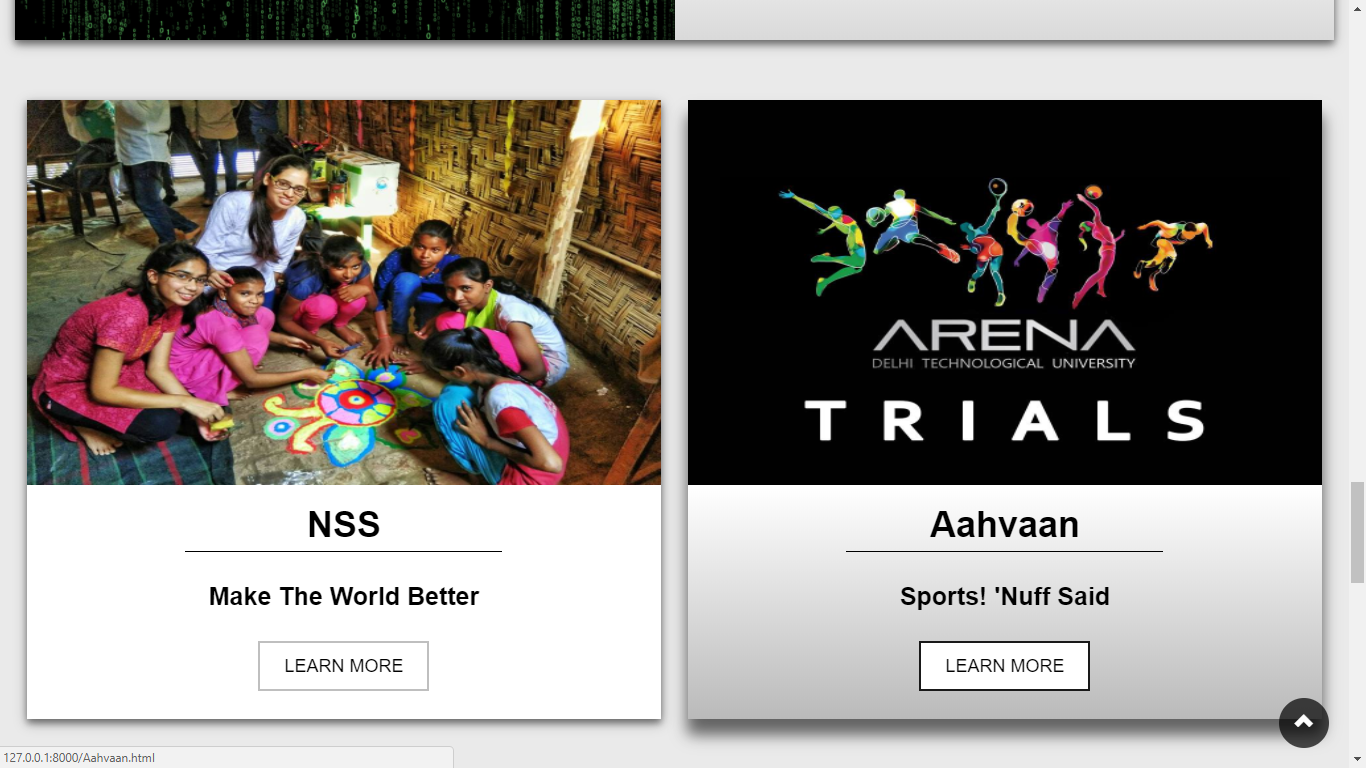 NSS
Make The World Better
LEARN MORE
ARENA
DELHI TECHNOLOGICAL UNIVERSITY
TRIALS
Aahvaan
Sports! 'Nuff Said
LEARN MORE
127.0.0.1:8000/Aahvaan.html